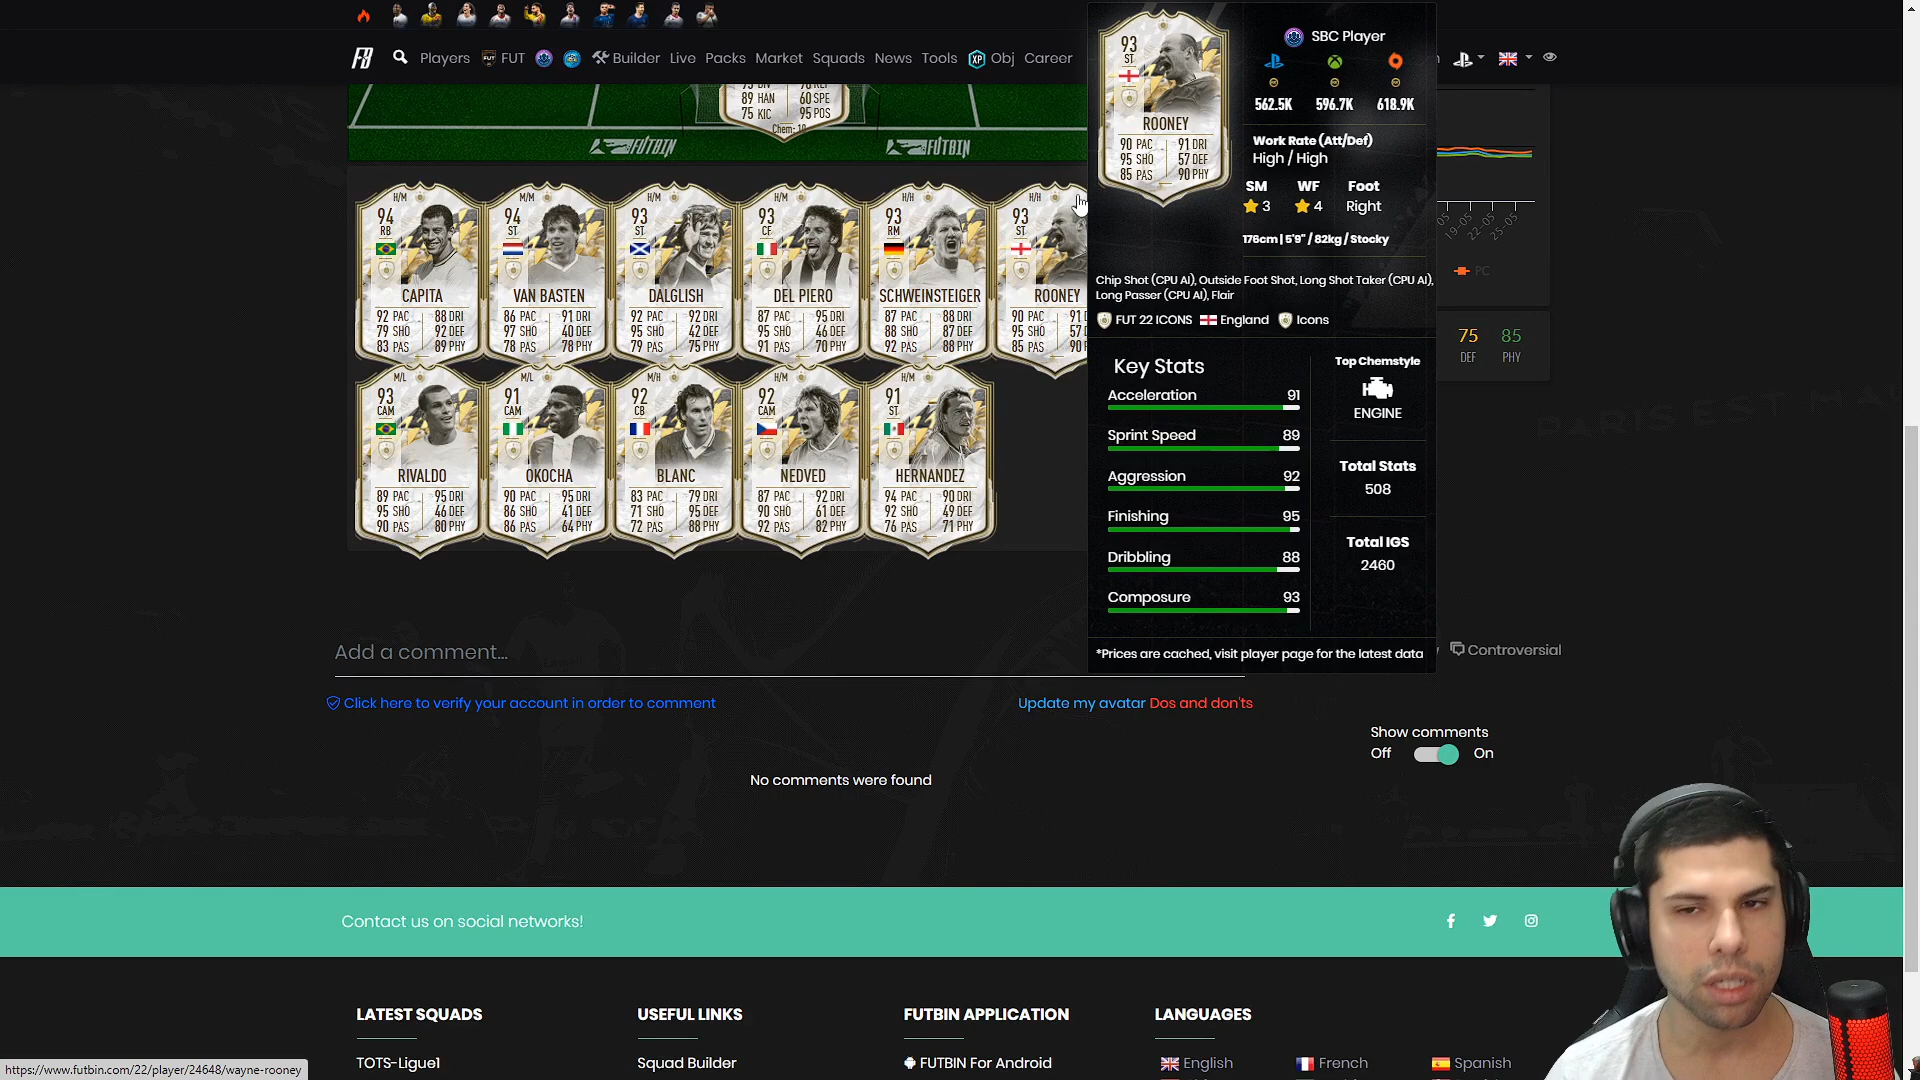 Players FUT Builder Live Packs Market Squads News Tools XP Obj Career
89 HAN 60 SPE
75 KIC 95 POS
Chem: 10
FUTBIN FUTBIN
H/M M/M H/M H/M H/H H/H
94 RB 94 ST 93 ST 93 CF 93 RM 93 ST
CAPITA VAN BASTEN DALGLISH DEL PIERO SCHWEINSTEIGER ROONEY
92 PAC 88 DRI 86 PAC 91 DRI 92 PAC 92 DRI 87 PAC 95 DRI 87 PAC 88 DRI 90 PAC
79 SHO 92 DEF 97 SHO 40 DEF 95 SHO 42 DEF 95 SHO 46 DEF 88 SHO 87 DEF 95 SHO
83 PAS 89 PHY 78 PAS 78 PHY 79 PAS 75 PHY 91 PAS 70 PHY 92 PAS 88 PHY 85 PAS
M/L M/L M/H H/M H/M
93 CAM 91 CAM 92 CB 92 CAM 91 ST
RIVALDO OKOCHA BLANC NEDVED HERNANDEZ
89 PAC 95 DRI 90 PAC 95 DRI 83 PAC 79 DRI 87 PAC 92 DRI 94 PAC 90 DRI
95 SHO 46 DEF 86 SHO 41 DEF 71 SHO 95 DEF 90 SHO 61 DEF 92 SHO 49 DEF
90 PAS 80 PHY 86 PAS 64 PHY 72 PAS 88 PHY 92 PAS 82 PHY 76 PAS 71 PHY
93
ST
ROONEY
90 PAC 91 DRI
95 SHO 57 DEF
85 PAS 90 PHY
SBC Player
562.5K 596.7K 618.9K
Work Rate (Att/Def)
High / High
SM WF Foot
3 4 Right
176cm | 5'9" / 82kg / Stocky
Chip Shot (CPU AI), Outside Foot Shot, Long Shot Taker (CPU AI),
Long Passer (CPU AI), Flair
FUT 22 ICONS England Icons
Key Stats
Acceleration 91
Sprint Speed 89
Aggression 92
Finishing 95
Dribbling 88
Composure 93
Top Chemstyle
ENGINE
Total Stats
508
Total IGS
2460
*Prices are cached, visit player page for the latest data
19-05 22-05 25-05
PC
75 85
DEF PHY
Add a comment...
Controversial
Click here to verify your account in order to comment
Update my avatar Dos and don'ts
Show comments
Off On
No comments were found
Contact us on social networks!
LATEST SQUADS USEFUL LINKS FUTBIN APPLICATION LANGUAGES
TOTS-Ligue1 Squad Builder FUTBIN For Android English French Spanish
https://www.futbin.com/22/player/24648/wayne-rooney